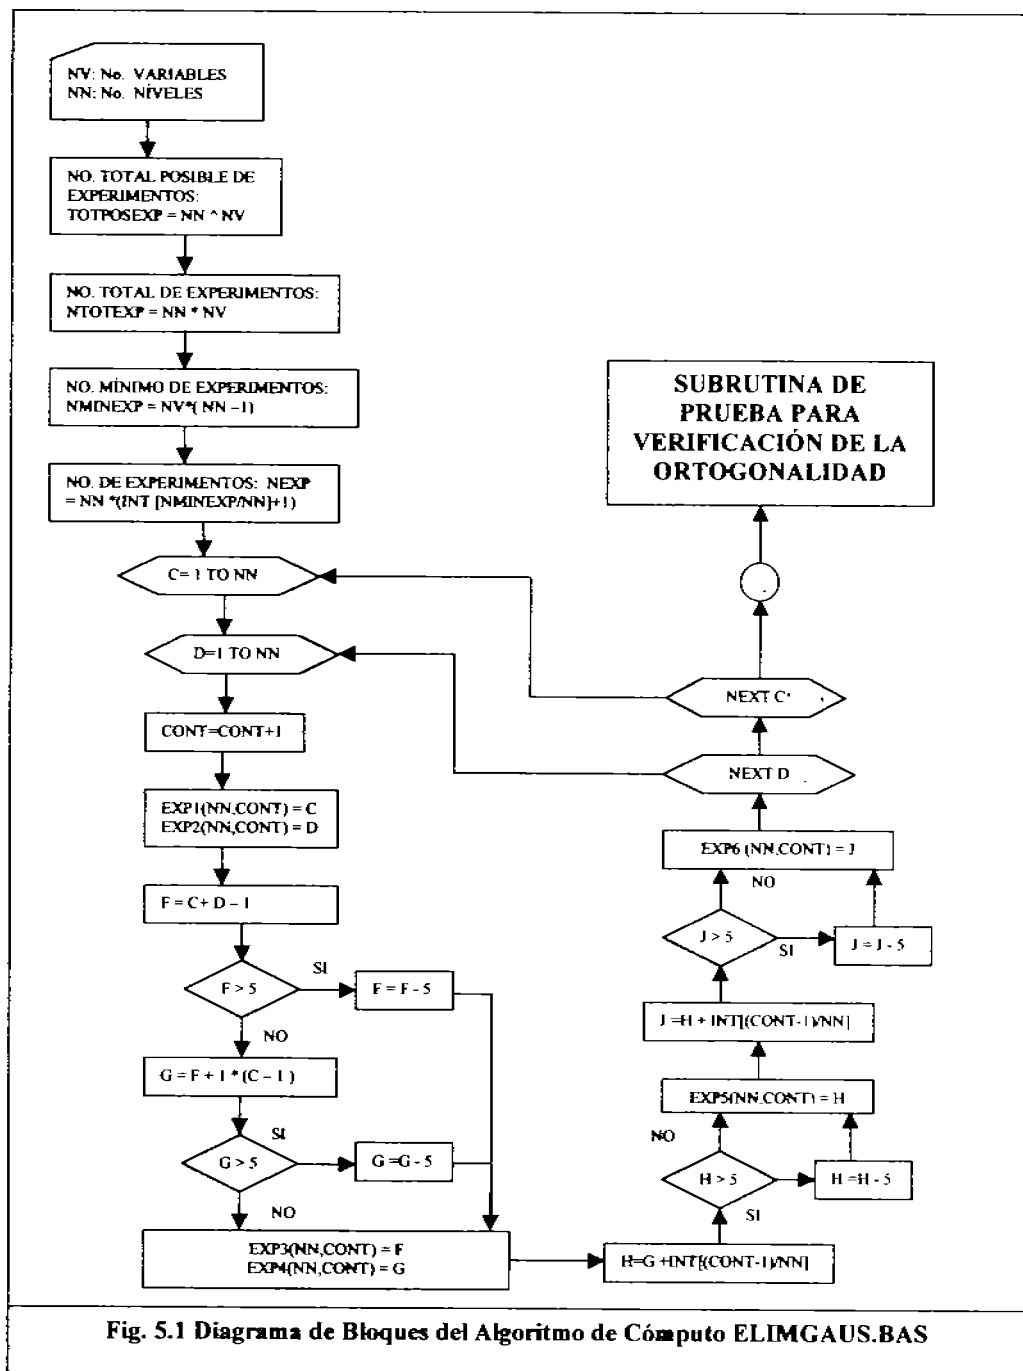 NV: No. VARIABLES
NN: No. NÍVELES
NO. TOTAL POSIBLE DE
EXPERIMENTOS:
TOTPOSEXP = NN ^ NV
NO. TOTAL DE EXPERIMENTOS:
NTOTEXP = NN * NV
NO. MÍNIMO DE EXPERIMENTOS:
NMINEXP = NV*( NN –1)
NO. DE EXPERIMENTOS: NEXP
= NN *(INT [NMINEXP/NN]+1)
C= 1 TO NN
D=1 TO NN
CONT=CONT+1
EXP1(NN,CONT) = C
EXP2(NN,CONT) = D
F = C+ D – 1
F > 5
SI
F = F - 5
NO
G = F + 1 * (C – 1 )
SI
G > 5
G =G - 5
NO
EXP3(NN,CONT) = F
EXP4(NN,CONT) = G
H=G +INT[(CONT-1)/NN]
SI
H > 5
H =H - 5
NO
EXP5(NN,CONT) = H
J =H + INT[(CONT-1)/NN]
J > 5
SI
J = J - 5
NO
EXP6 (NN,CONT) = J
NEXT D
NEXT C
SUBRUTINA DE
PRUEBA PARA
VERIFICACIÓN DE LA
ORTOGONALIDAD
Fig. 5.1 Diagrama de Bloques del Algoritmo de Cómputo ELIMGAUS.BAS